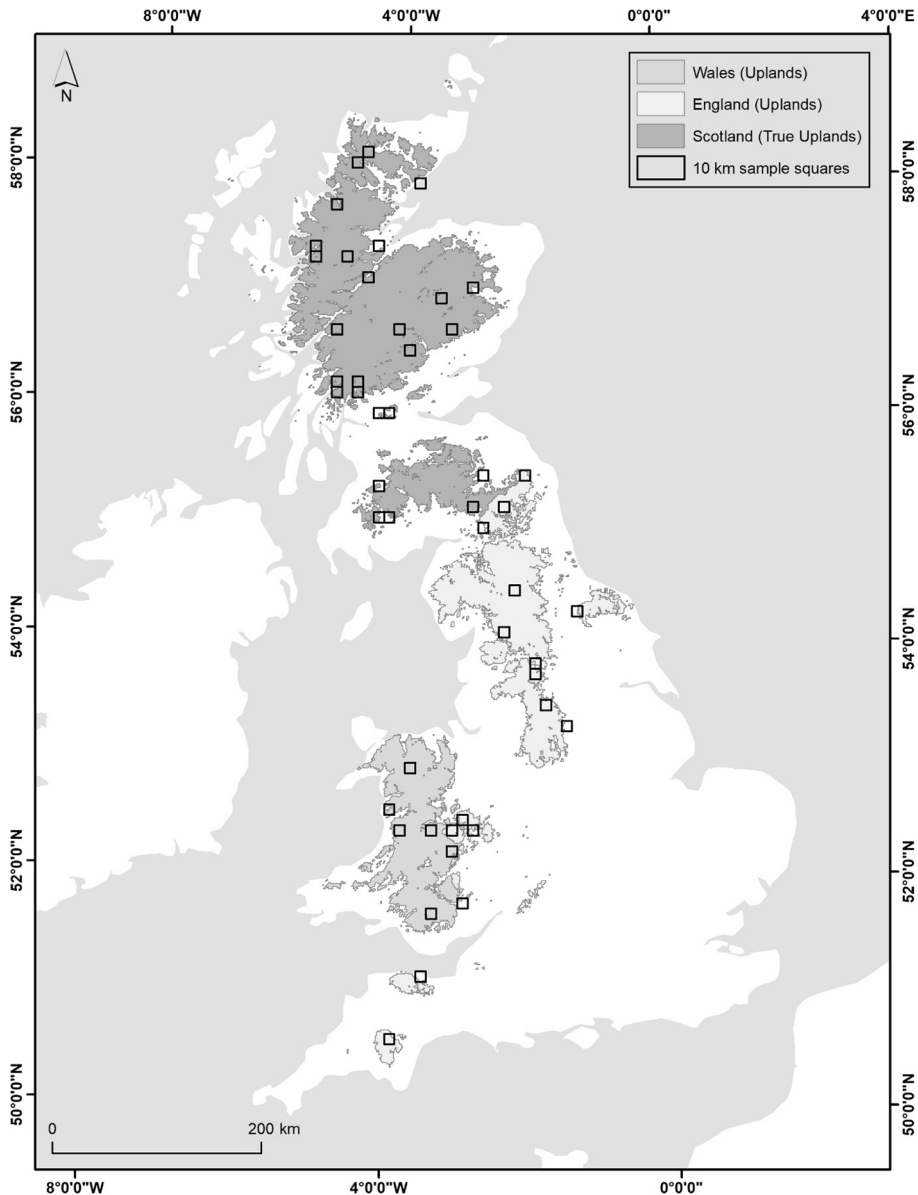 8°0'0"W 4°0'0"W 0°0'0" 4°0'0"E
N
Wales (Uplands)
England (Uplands)
Scotland (True Uplands)
10 km sample squares
58°0'0"N 58°0'0"N
56°0'0"N 56°0'0"N
54°0'0"N 54°0'0"N
52°0'0"N 52°0'0"N
50°0'0"N 50°0'0"N
0 200 km
8°0'0"W 4°0'0"W 0°0'0"